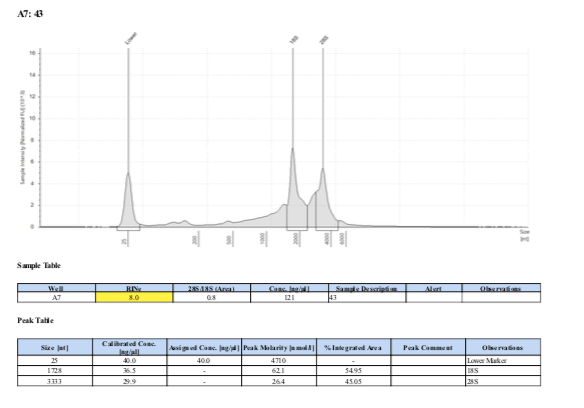 A7: 43
Lower
18S
28S
Sample Intensity [Normalized FU] (10^3)
16
14
12
10
8
6
4
2
0
25
200
500
1000
2000
4000
6000
Size
[nt]
Sample Table
Well RINe 28S/18S (Area) Conc. [ng/µl] Sample Description Alert Observations
A7 8.0 0.8 121 43
Peak Table
Size [nt] Calibrated Conc. [ng/µl] Assigned Conc. [ng/µl] Peak Molarity [nmol/l] % Integrated Area Peak Comment Observations
25 40.0 40.0 4710 - Lower Marker
1728 36.5 - 62.1 54.95 18S
3333 29.9 - 26.4 45.05 28S